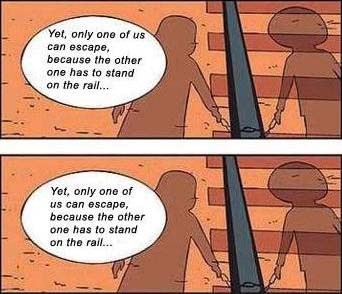 Yet, only one of us
can escape,
because the other
one has to stand
on the rail...
Yet, only one of
us can escape,
because the other
one has to stand
on the rail...